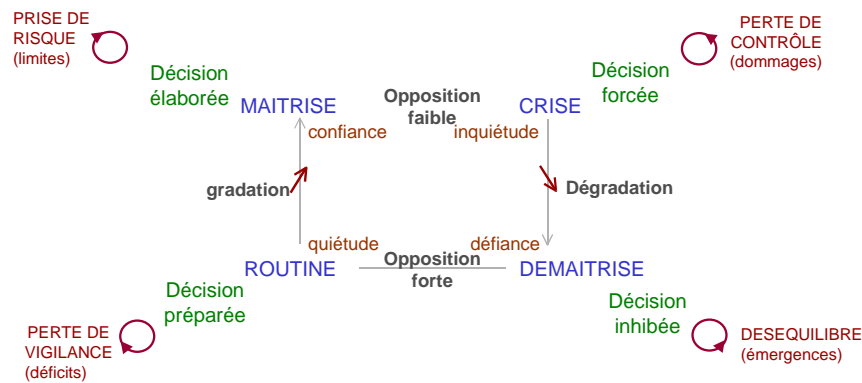 PRISE DE
RISQUE
(limites)
Décision
élaborée
MAITRISE
Opposition
faible
CRISE
Décision
forcée
PERTE DE
CONTRÔLE
(dommages)
confiance
inquiétude
gradation
Dégradation
quiétude
défiance
ROUTINE
Opposition
forte
DEMAITRISE
Décision
préparée
Décision
inhibée
PERTE DE
VIGILANCE
(déficits)
DESEQUILIBRE
(émergences)